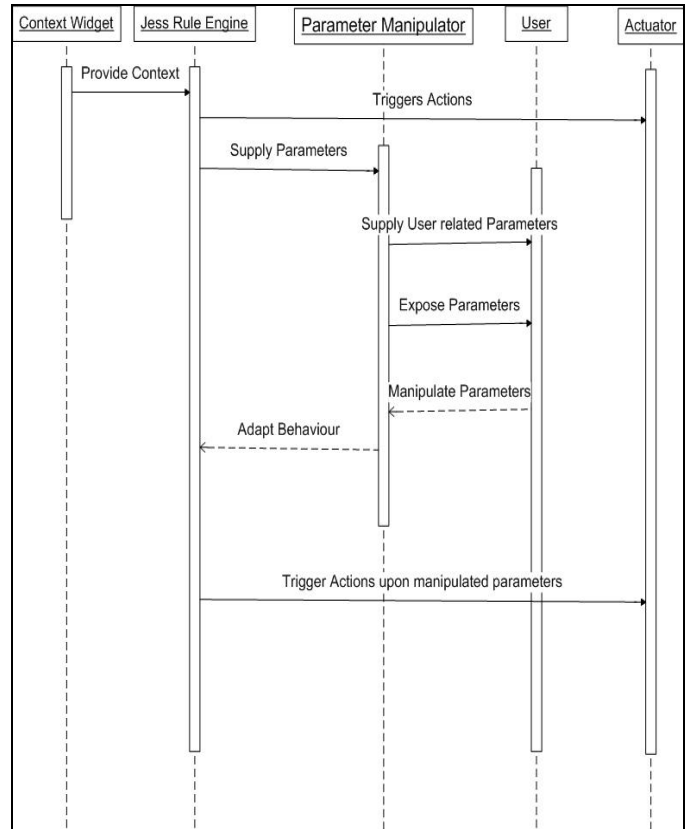 Context Widget
Jess Rule Engine
Parameter Manipulator
User
Actuator
Provide Context
Triggers Actions
Supply Parameters
Supply User related Parameters
Expose Parameters
Manipulate Parameters
Adapt Behaviour
Trigger Actions upon manipulated parameters